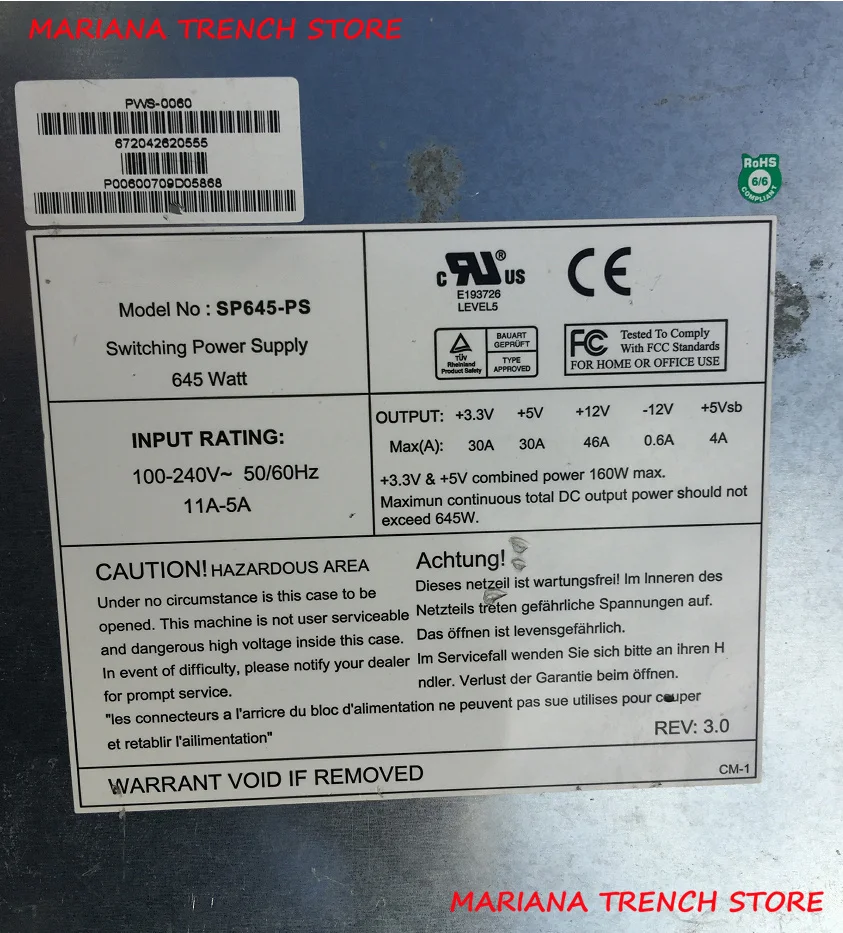 MARIANA TRENCH STORE
PWS-0060
672042620555
P00600709D05868
RoHS
6/6
COMPLIANT
Model No : SP645-PS
Switching Power Supply
645 Watt
C RU ® US
E193726
LEVEL5
CE
TÜV
Rheinland
Product Safety
BAUART
GEPRÜFT
TYPE
APPROVED
FC
Tested To Comply
With FCC Standards
FOR HOME OR OFFICE USE
INPUT RATING:
100-240V~ 50/60Hz
11A-5A
OUTPUT: +3.3V +5V +12V -12V +5Vsb
Max(A): 30A 30A 46A 0.6A 4A
+3.3V & +5V combined power 160W max.
Maximun continuous total DC output power should not
exceed 645W.
CAUTION! HAZARDOUS AREA
Under no circumstance is this case to be
opened. This machine is not user serviceable
and dangerous high voltage inside this case.
In event of difficulty, please notify your dealer
for prompt service.
Achtung!
Dieses netzeil ist wartungsfrei! Im Inneren des
Netzteils treten gefährliche Spannungen auf.
Das öffnen ist levensgefährlich.
Im Servicefall wenden Sie sich bitte an ihren H
ndler. Verlust der Garantie beim öffnen.
"les connecteurs a l'arricre du bloc d'alimentation ne peuvent pas sue utilises pour couper
et retablir l'ailimentation"
REV: 3.0
WARRANT VOID IF REMOVED
CM-1
MARIANA TRENCH STORE